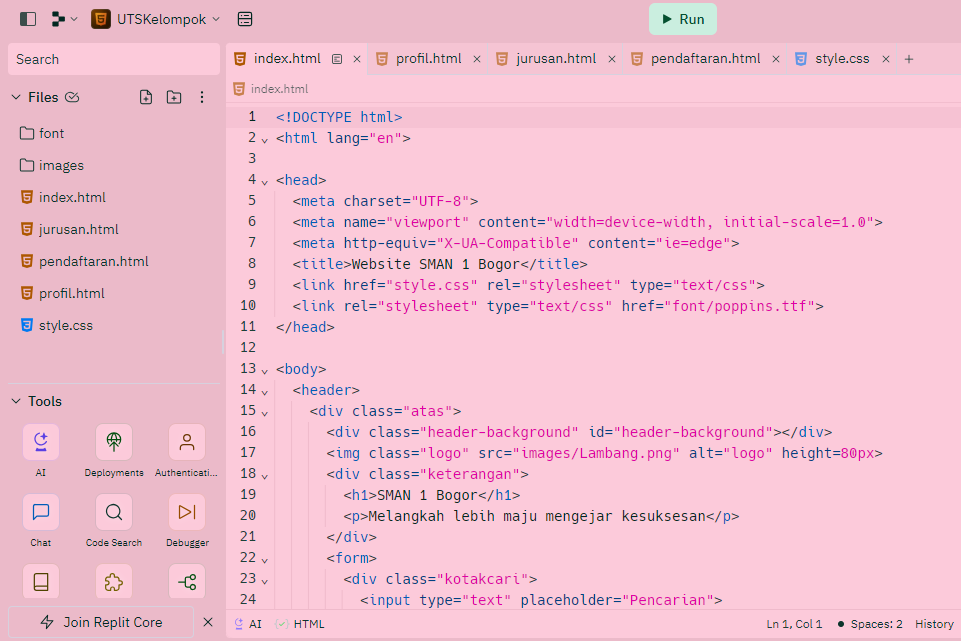 UTSKelompok
Run
Search
Files
font
images
index.html
jurusan.html
pendaftaran.html
profil.html
style.css
Tools
AI
Deployments
Authenticati...
Chat
Code Search
Debugger
Join Replit Core
index.html
profil.html
jurusan.html
pendaftaran.html
style.css
index.html
1 <!DOCTYPE html>
2 <html lang="en">
3
4 <head>
5 <meta charset="UTF-8">
6 <meta name="viewport" content="width=device-width, initial-scale=1.0">
7 <meta http-equiv="X-UA-Compatible" content="ie=edge">
8 <title>Website SMAN 1 Bogor</title>
9 <link href="style.css" rel="stylesheet" type="text/css">
10 <link rel="stylesheet" type="text/css" href="font/poppins.ttf">
11 </head>
12
13 <body>
14 <header>
15 <div class="atas">
16 <div class="header-background" id="header-background"></div>
17 <img class="logo" src="images/Lambang.png" alt="logo" height=80px>
18 <div class="keterangan">
19 <h1>SMAN 1 Bogor</h1>
20 <p>Melangkah lebih maju mengejar kesuksesan</p>
21 </div>
22 <form>
23 <div class="kotakcari">
24 <input type="text" placeholder="Pencarian">
AI HTML Ln 1, Col 1 Spaces: 2 History